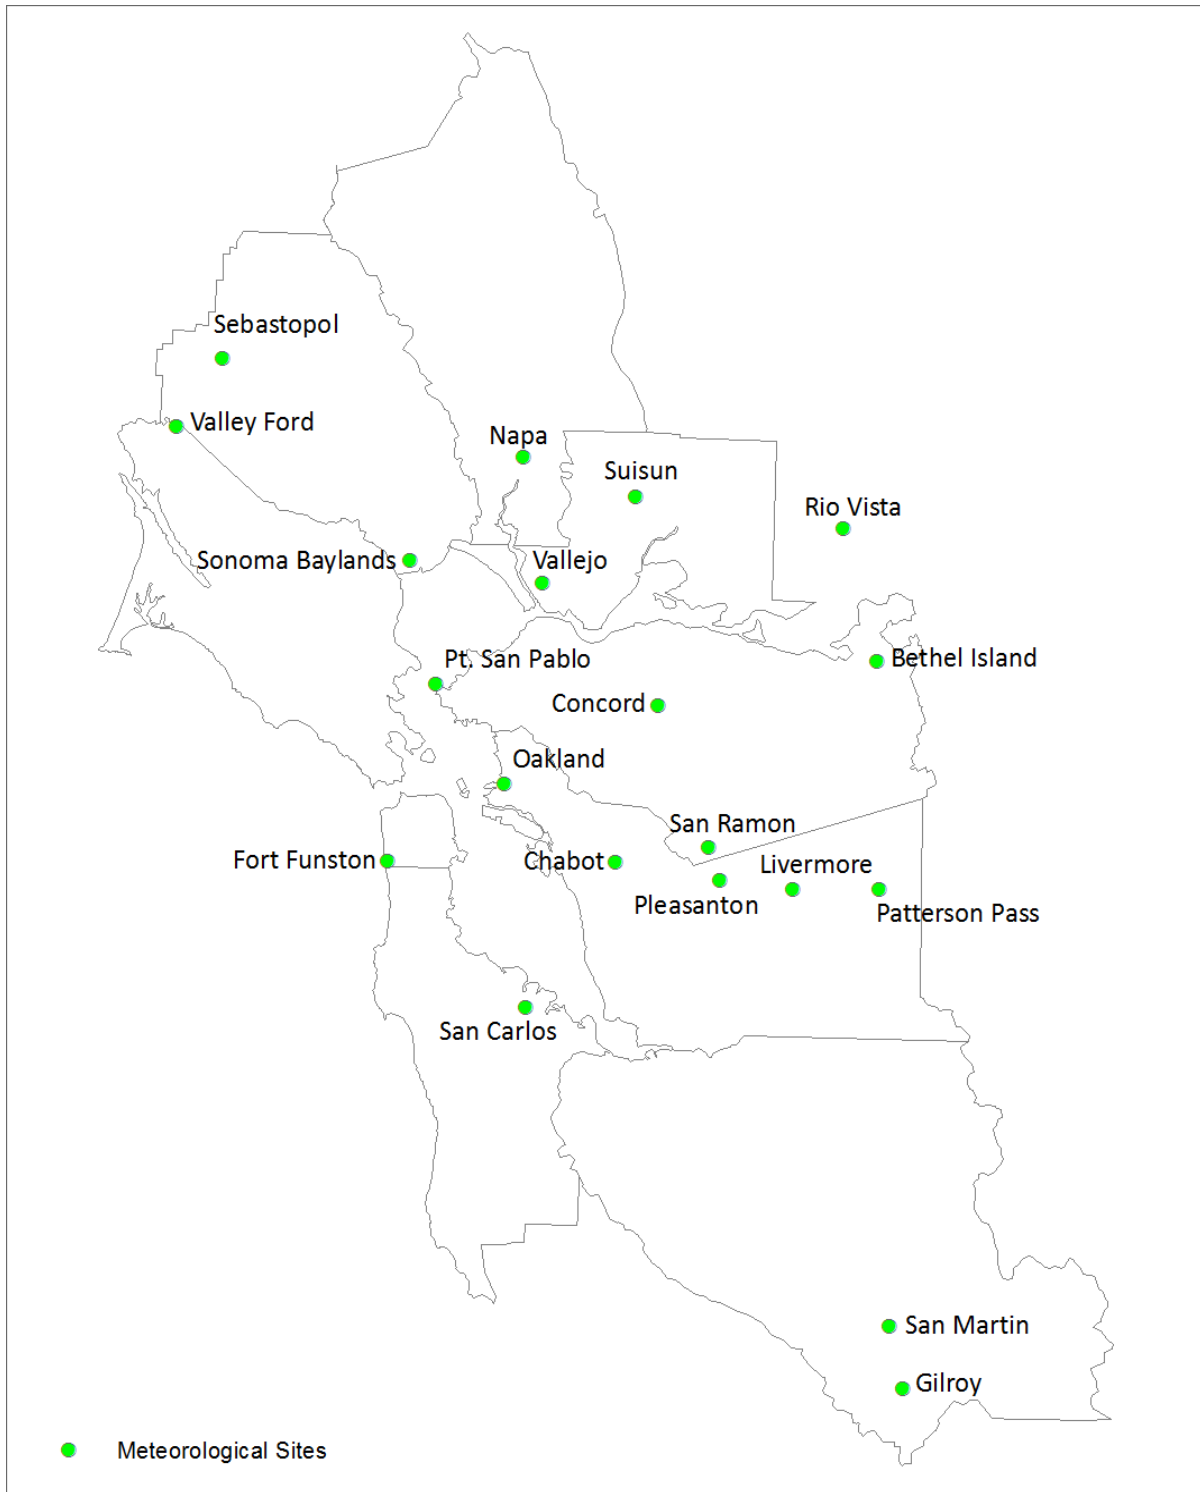 Sebastopol
Valley Ford
Napa
Suisun
Rio Vista
Sonoma Baylands
Vallejo
Pt. San Pablo
Bethel Island
Concord
Oakland
San Ramon
Fort Funston
Chabot
Livermore
Pleasanton
Patterson Pass
San Carlos
San Martin
Gilroy
Meteorological Sites